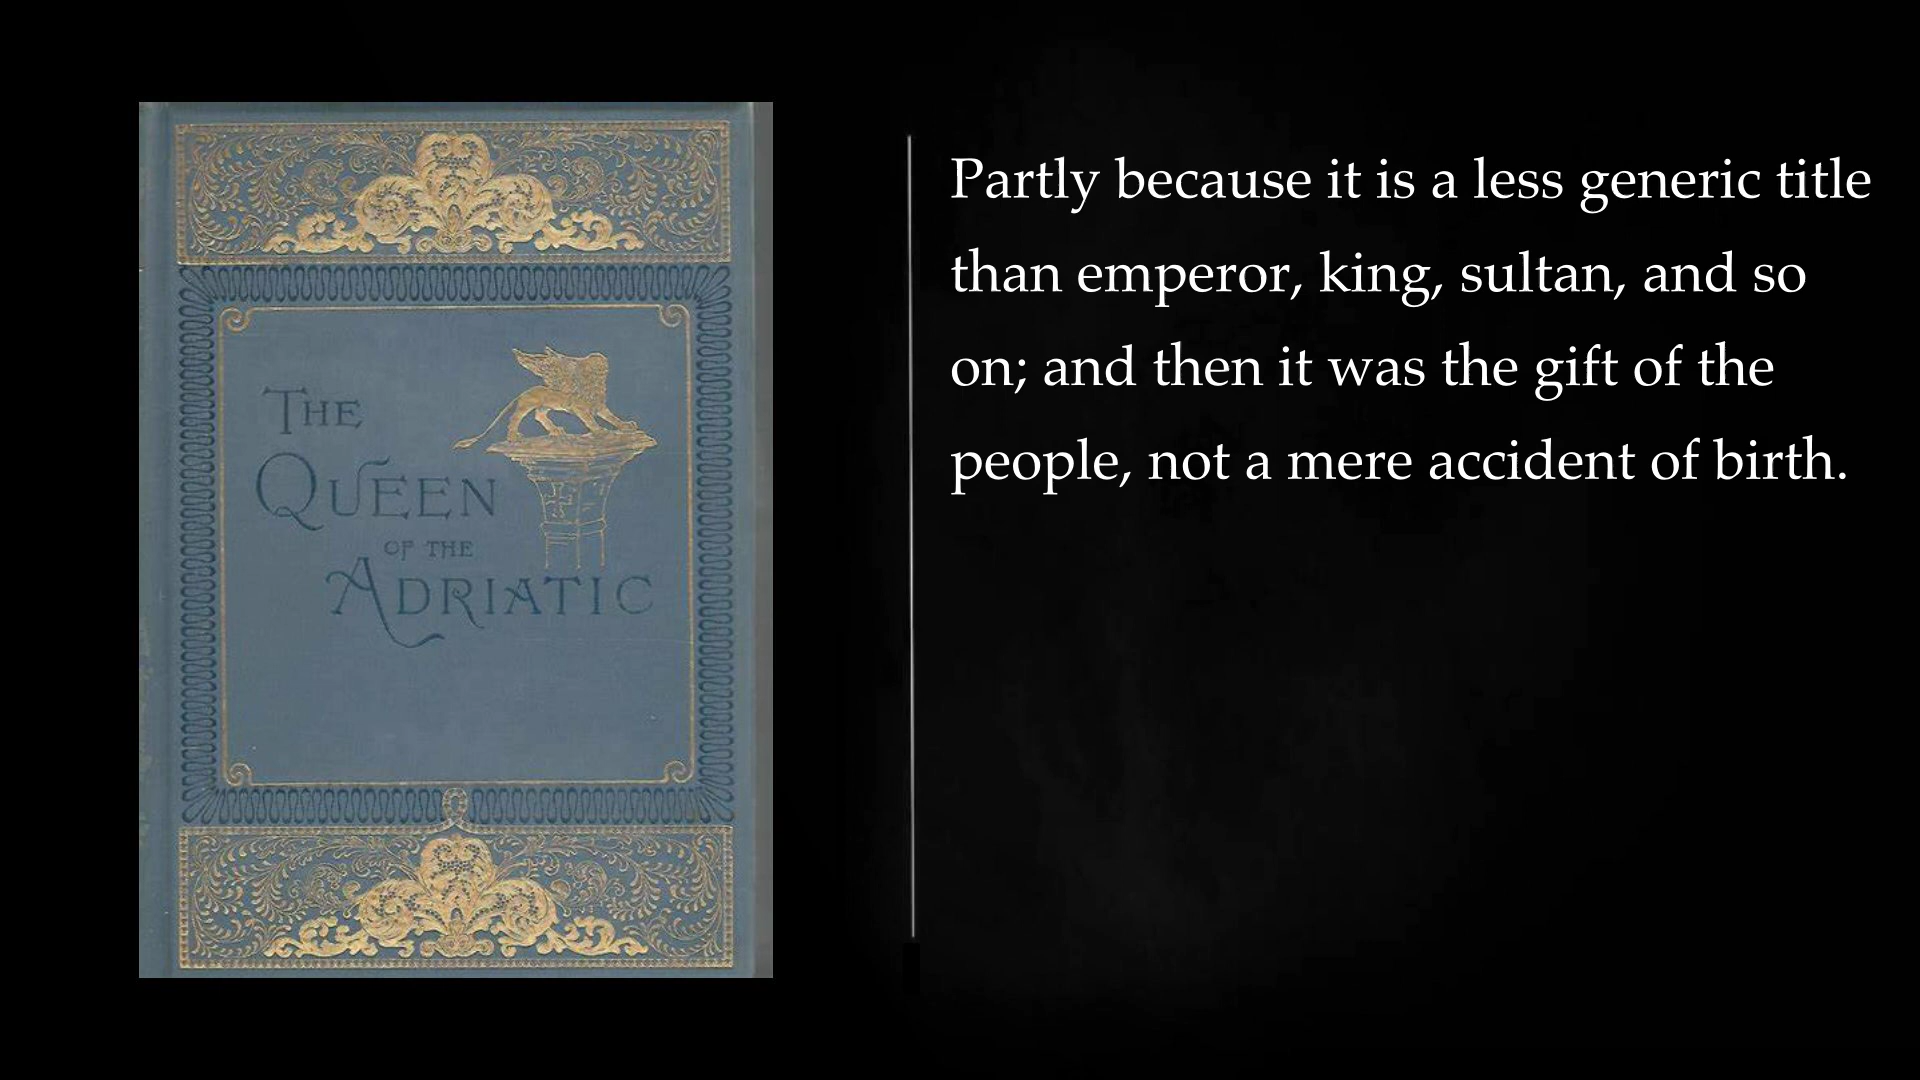 THE
QUEEN
OF THE
ADRIATIC
Partly because it is a less generic title
than emperor, king, sultan, and so
on; and then it was the gift of the
people, not a mere accident of birth.